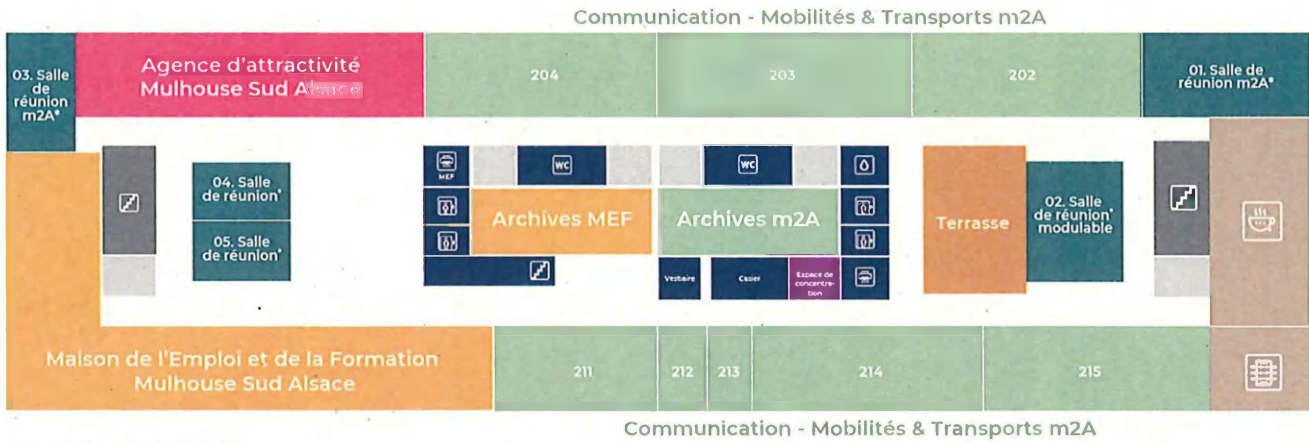 Communication - Mobilités & Transports m2A
03. Salle
de
réunion
m2A*
Agence d'attractivité
Mulhouse Sud Alsace
204
203
202
01. Salle de
réunion m2A*
04. Salle
de réunion*
05. Salle
de réunion*
MEF
WC
WC
Archives MEF
Archives m2A
Vestiaire
Casier
Espace de
concentra-
tion
Terrasse
02. Salle
de réunion*
modulable
Maison de l'Emploi et de la Formation
Mulhouse Sud Alsace
211
212
213
214
215
Communication - Mobilités & Transports m2A